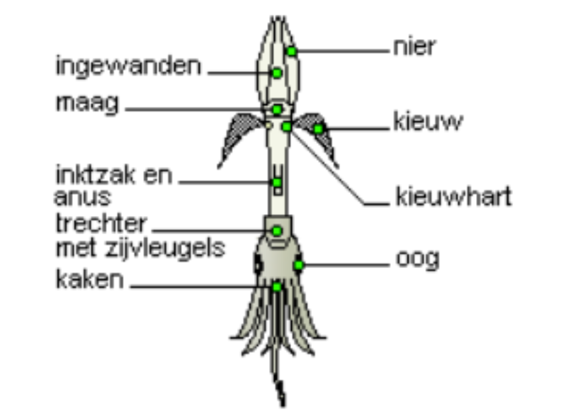 nier
ingewanden
maag
kieuw
inktzak en
anus
kieuwhart
trechter
met zijvleugels
oog
kaken